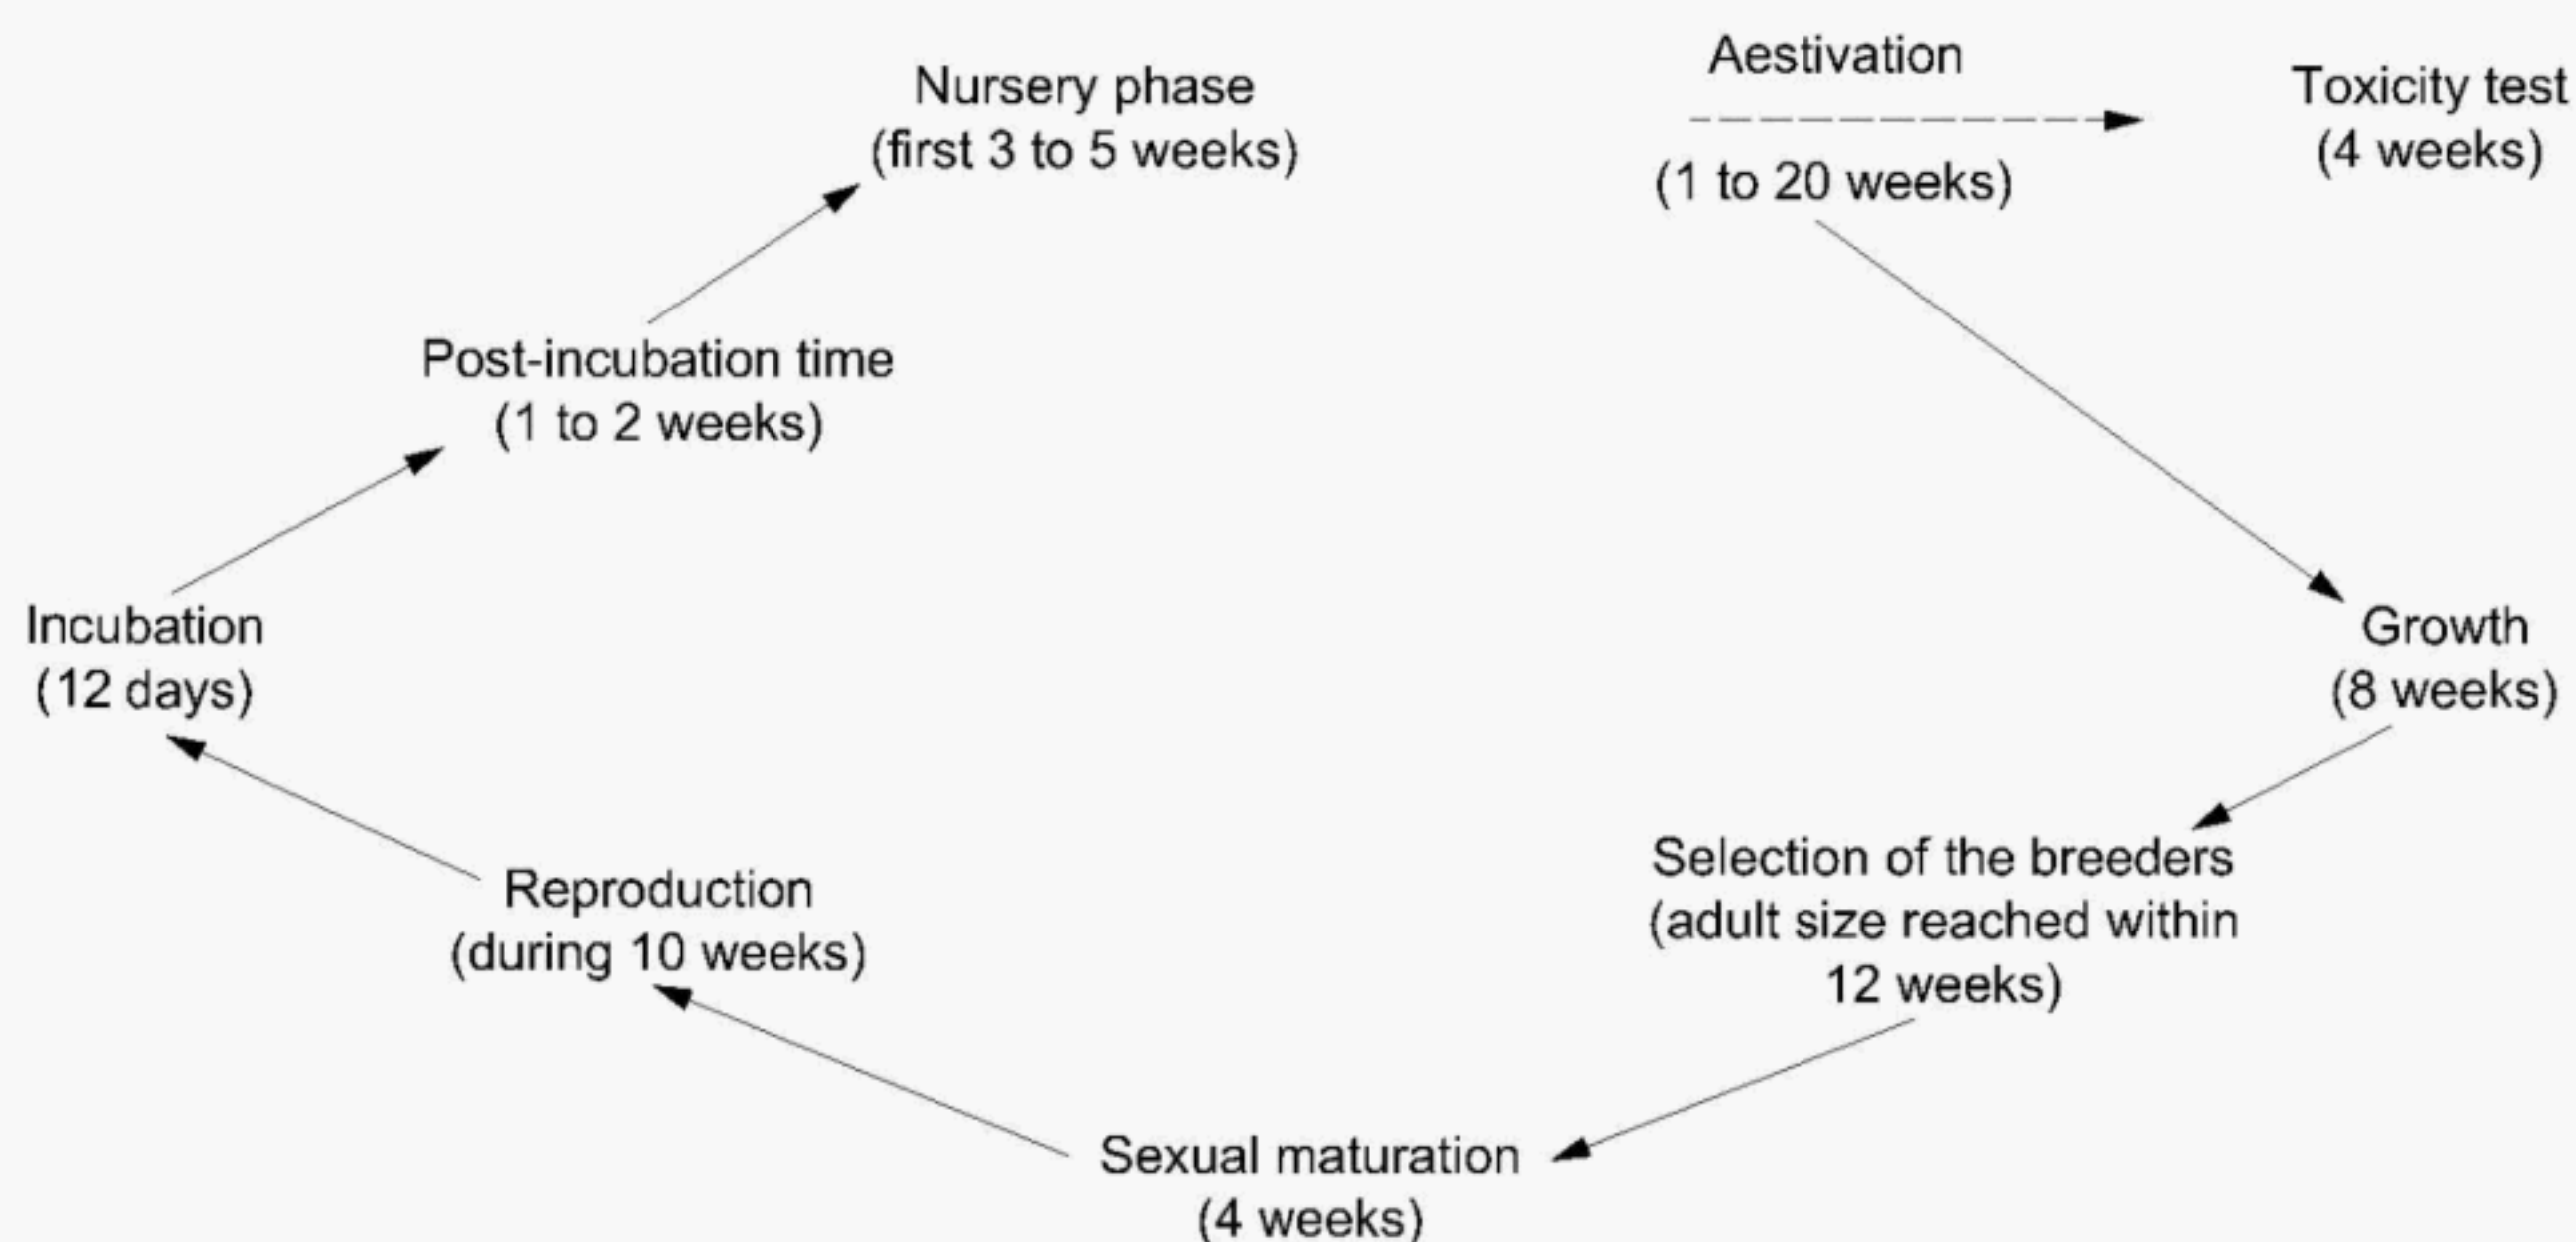 Nursery phase
(first 3 to 5 weeks)
Aestivation
(1 to 20 weeks)
Toxicity test
(4 weeks)
Post-incubation time
(1 to 2 weeks)
Incubation
(12 days)
Growth
(8 weeks)
Selection of the breeders
(adult size reached within
12 weeks)
Reproduction
(during 10 weeks)
Sexual maturation
(4 weeks)